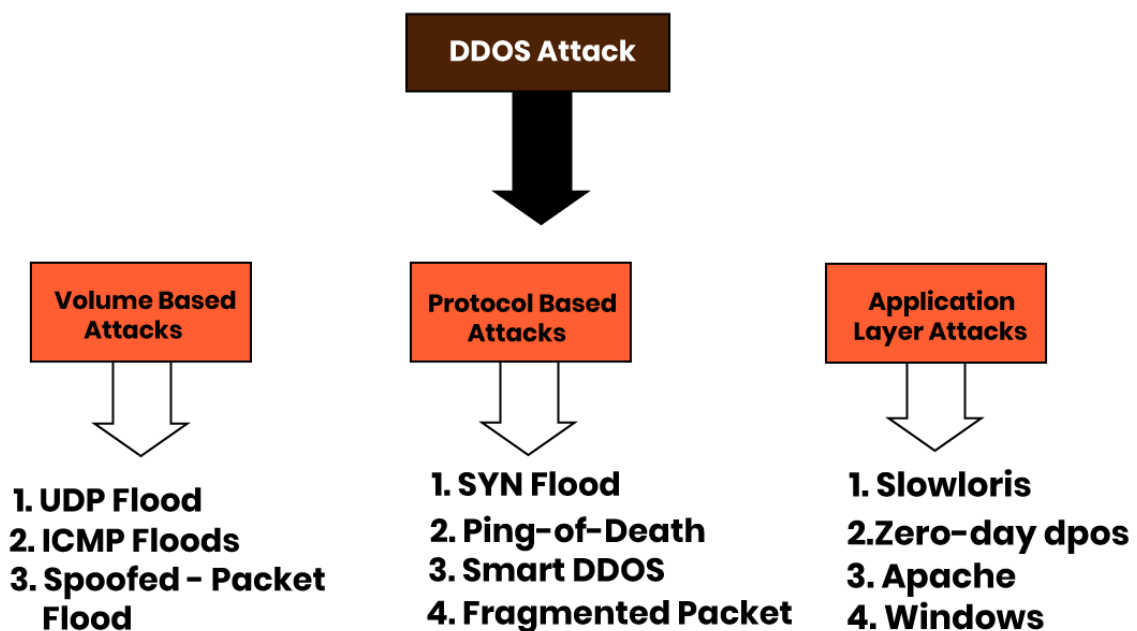 DDOS Attack
Volume Based
Attacks
1. UDP Flood
2. ICMP Floods
3. Spoofed - Packet
Flood
Protocol Based
Attacks
1. SYN Flood
2. Ping-of-Death
3. Smart DDOS
4. Fragmented Packet
Application
Layer Attacks
1. Slowloris
2.Zero-day dpos
3. Apache
4. Windows